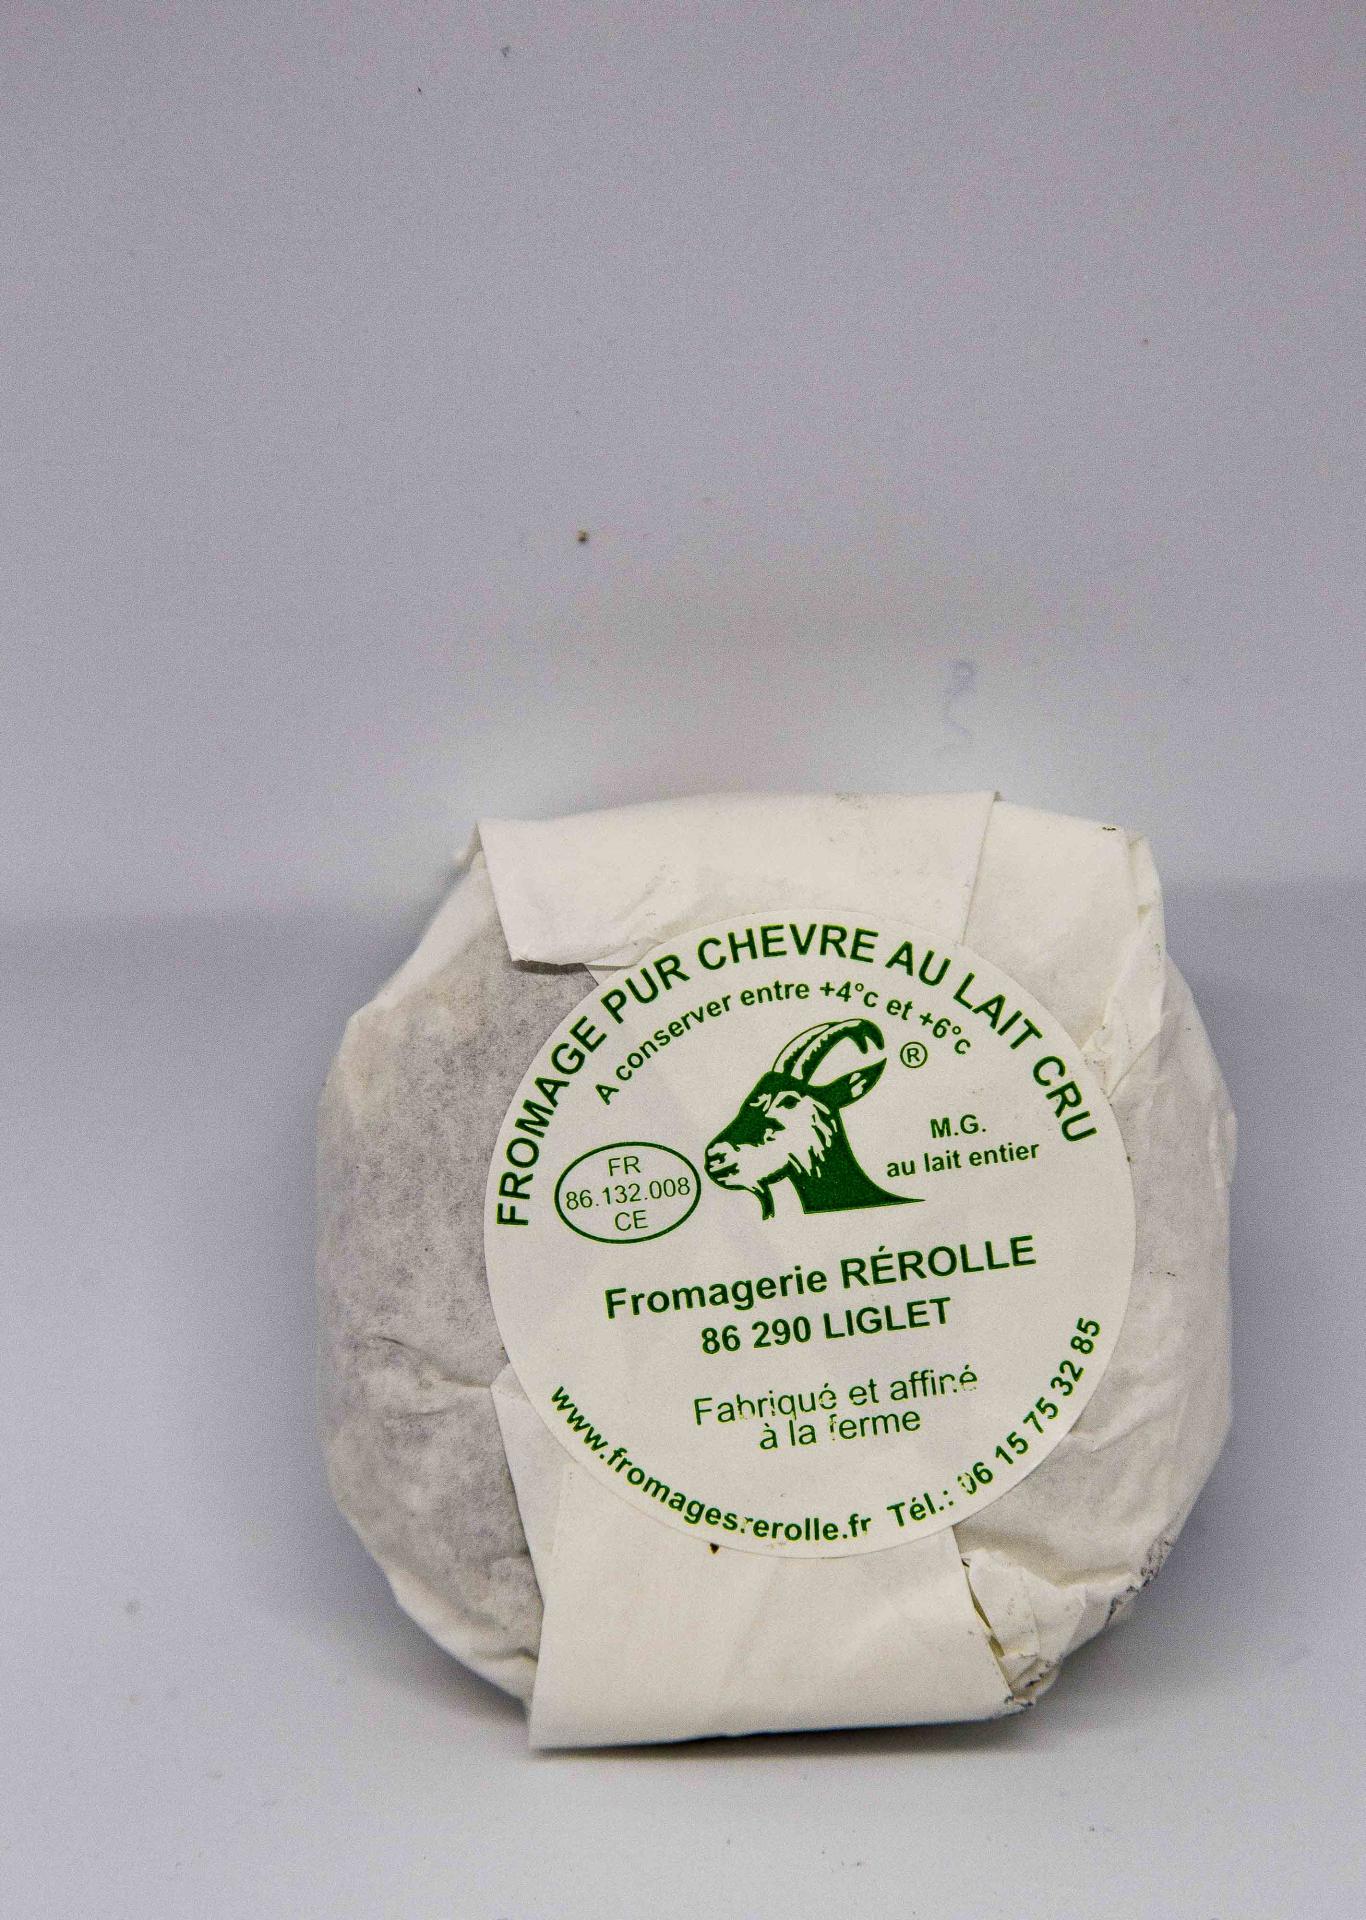 FROMAGE PUR CHEVRE AU LAIT CRU
A conserver entre +4°c et +6°c
®
M.G.
au lait entier
FR
86.132.008
CE
Fromagerie RÉROLLE
86 290 LIGLET
Fabriqué et affiné
à la ferme
www.fromagesrerolle.fr Tél.: 06 15 75 32 85